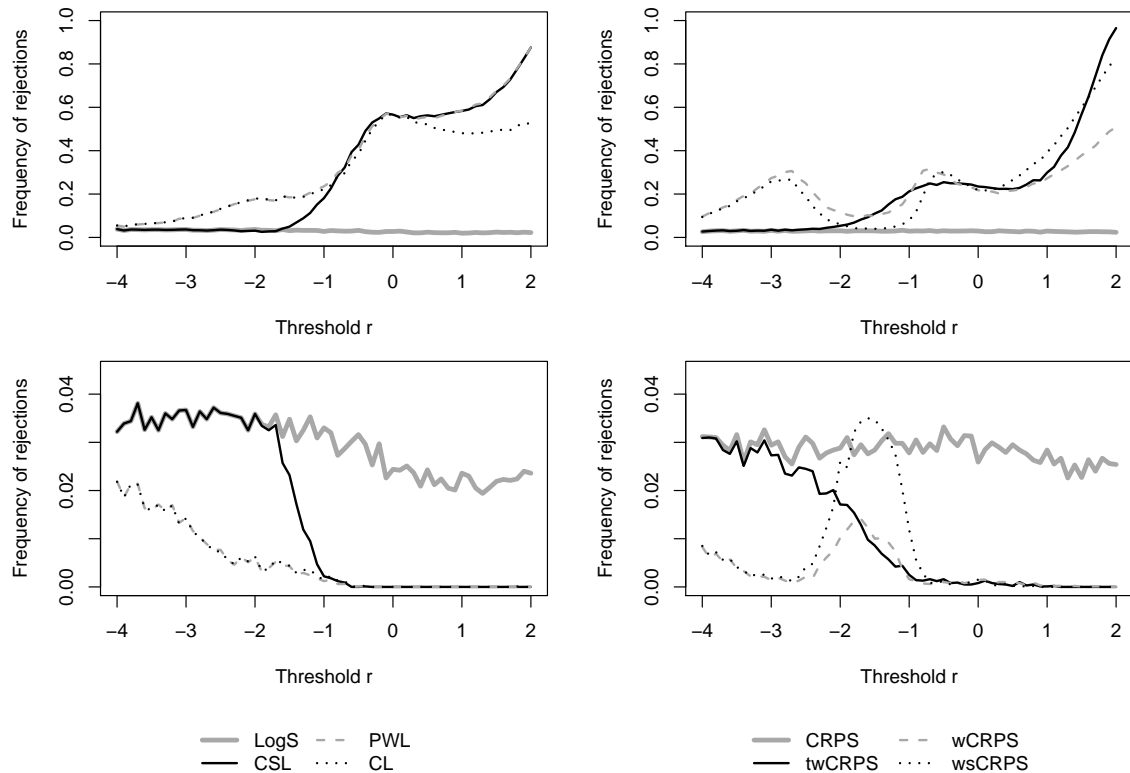 Frequency of rejections
0.0 0.2 0.4 0.6 0.8 1.0
−4 −3 −2 −1 0 1 2
Threshold r
Frequency of rejections
0.0 0.2 0.4 0.6 0.8 1.0
−4 −3 −2 −1 0 1 2
Threshold r
Frequency of rejections
0.00 0.02 0.04
−4 −3 −2 −1 0 1 2
Threshold r
Frequency of rejections
0.00 0.02 0.04
−4 −3 −2 −1 0 1 2
Threshold r
LogS PWL
CSL CL
CRPS wCRPS
twCRPS wsCRPS